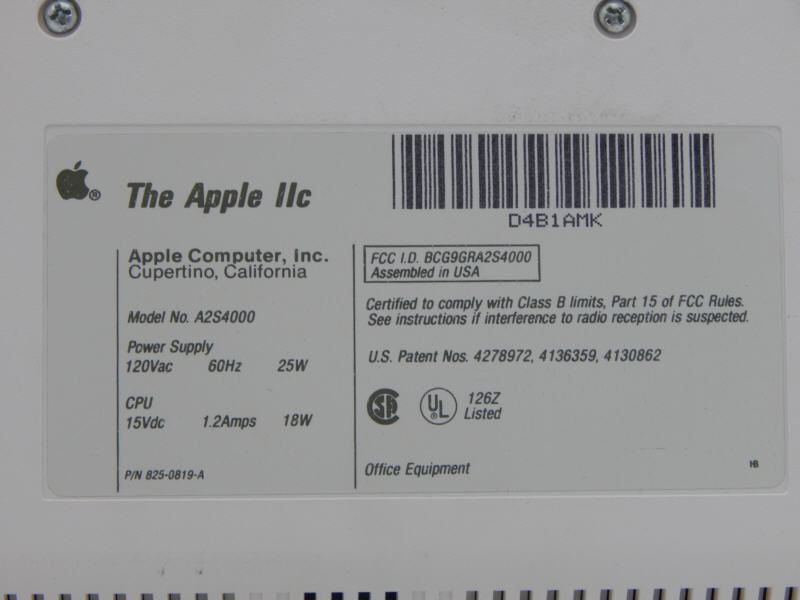 ® The Apple IIc
D4B1AMK
Apple Computer, Inc.
Cupertino, California
Model No. A2S4000
Power Supply
120Vac 60Hz 25W
CPU
15Vdc 1.2Amps 18W
P/N 825-0819-A
FCC I.D. BCG9GRA2S4000
Assembled in USA
Certified to comply with Class B limits, Part 15 of FCC Rules.
See instructions if interference to radio reception is suspected.
U.S. Patent Nos. 4278972, 4136359, 4130862
SA UL 126Z
Listed
Office Equipment
HB